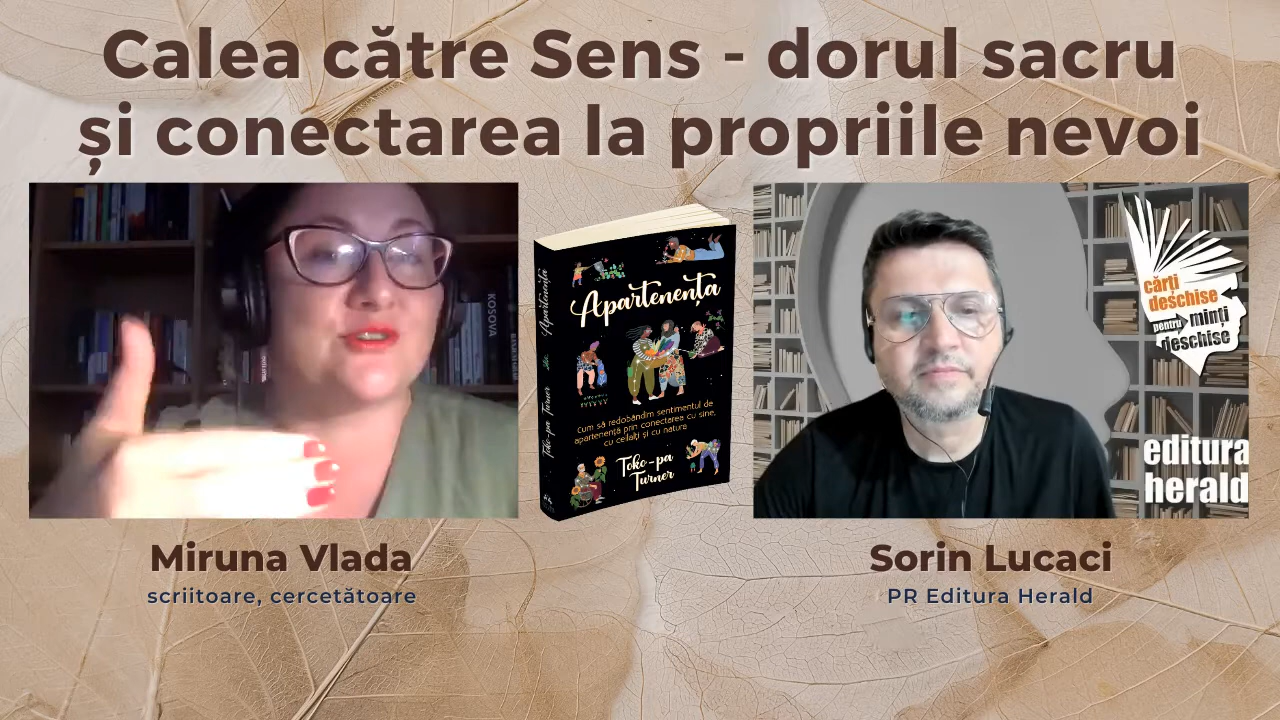 Calea către Sens - dorul sacru
și conectarea la propriile nevoi
KOSOVA
Apartenența
Toko-pa Turner
Apartenența
Cum să redobândim sentimentul de
apartenență prin conectarea cu sine,
cu ceilalți și cu natura
Toko-pa
Turner
cărți
deschise
pentru minți
deschise
editura
herald
Miruna Vlada
scriitoare, cercetătoare
Sorin Lucaci
PR Editura Herald